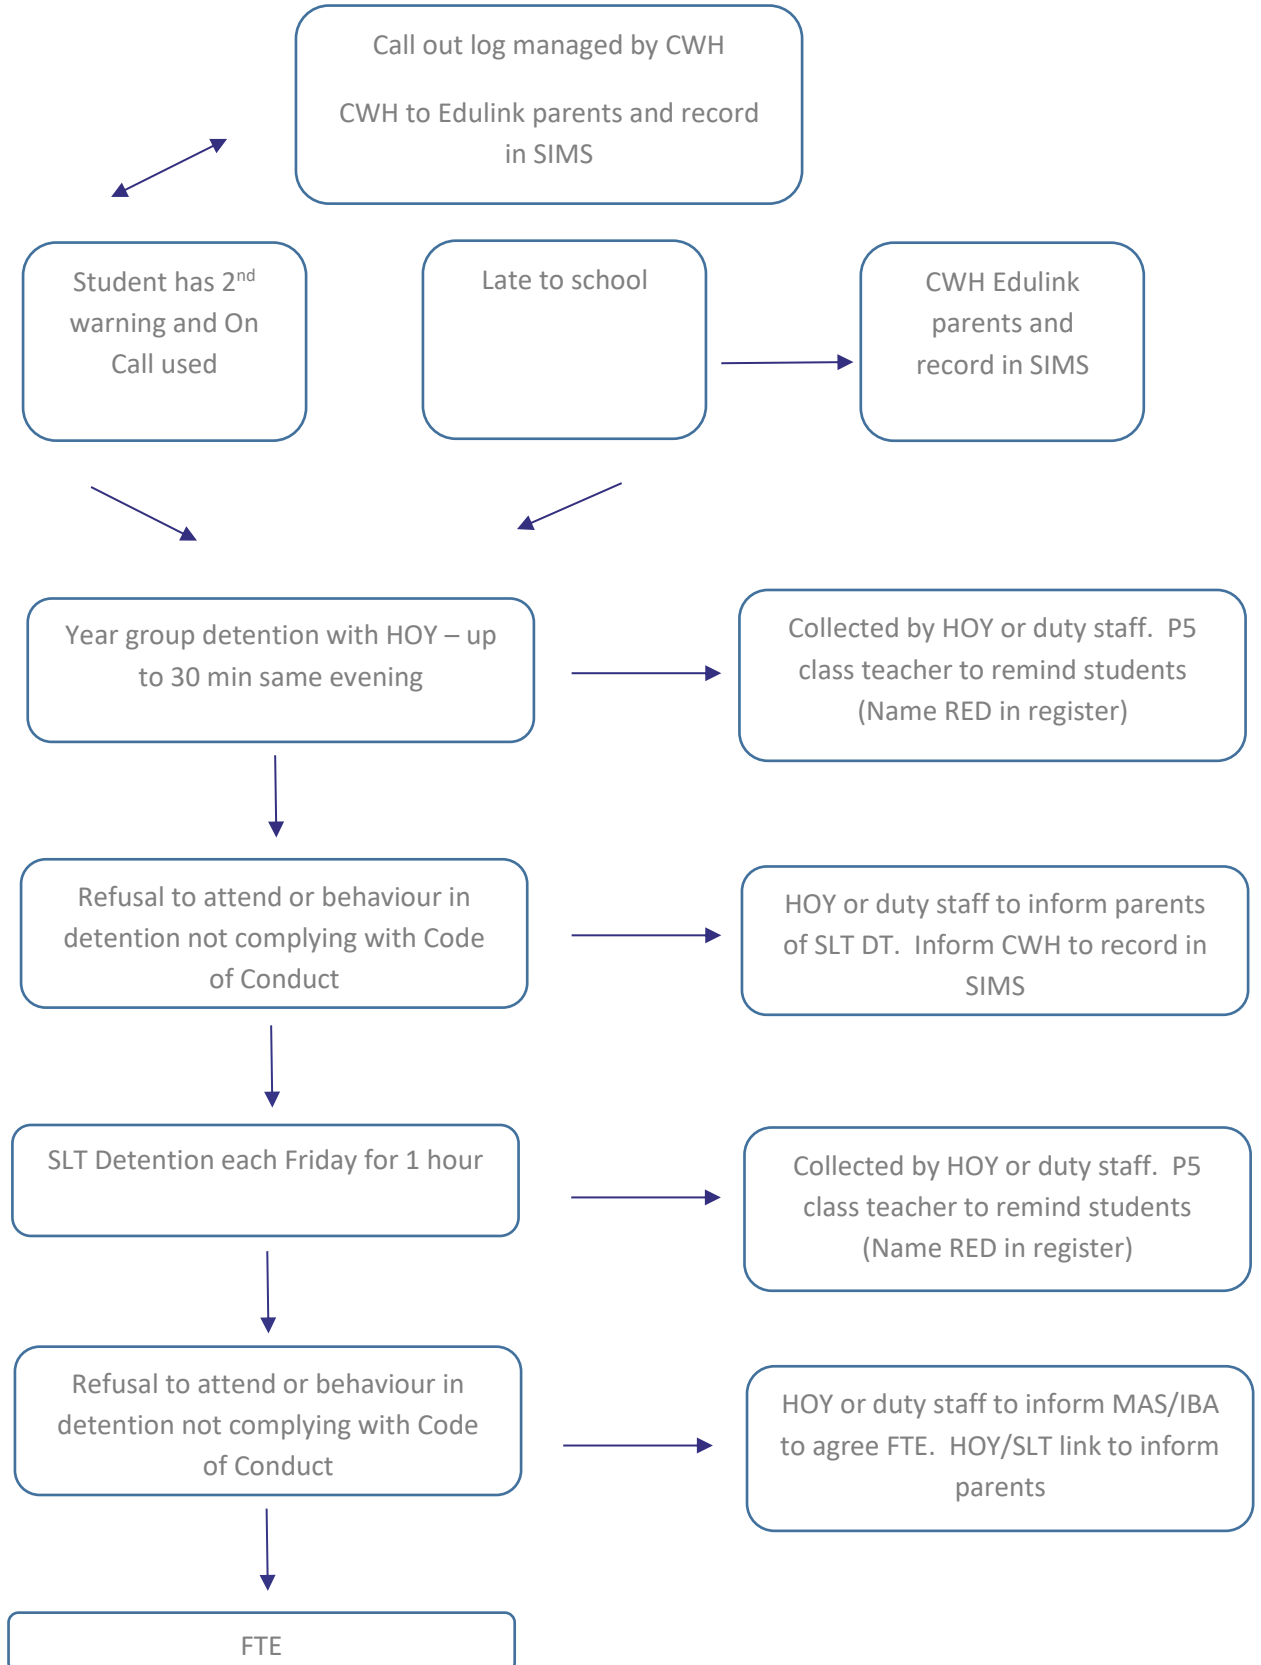 Call out log managed by CWH
CWH to Edulink parents and record
in SIMS
Student has 2nd
warning and On
Call used
Late to school
CWH Edulink
parents and
record in SIMS
Year group detention with HOY – up
to 30 min same evening
Collected by HOY or duty staff.  P5
class teacher to remind students
(Name RED in register)
Refusal to attend or behaviour in
detention not complying with Code
of Conduct
HOY or duty staff to inform parents
of SLT DT.  Inform CWH to record in
SIMS
SLT Detention each Friday for 1 hour
Collected by HOY or duty staff.  P5
class teacher to remind students
(Name RED in register)
Refusal to attend or behaviour in
detention not complying with Code
of Conduct
HOY or duty staff to inform MAS/IBA
to agree FTE.  HOY/SLT link to inform
parents
FTE